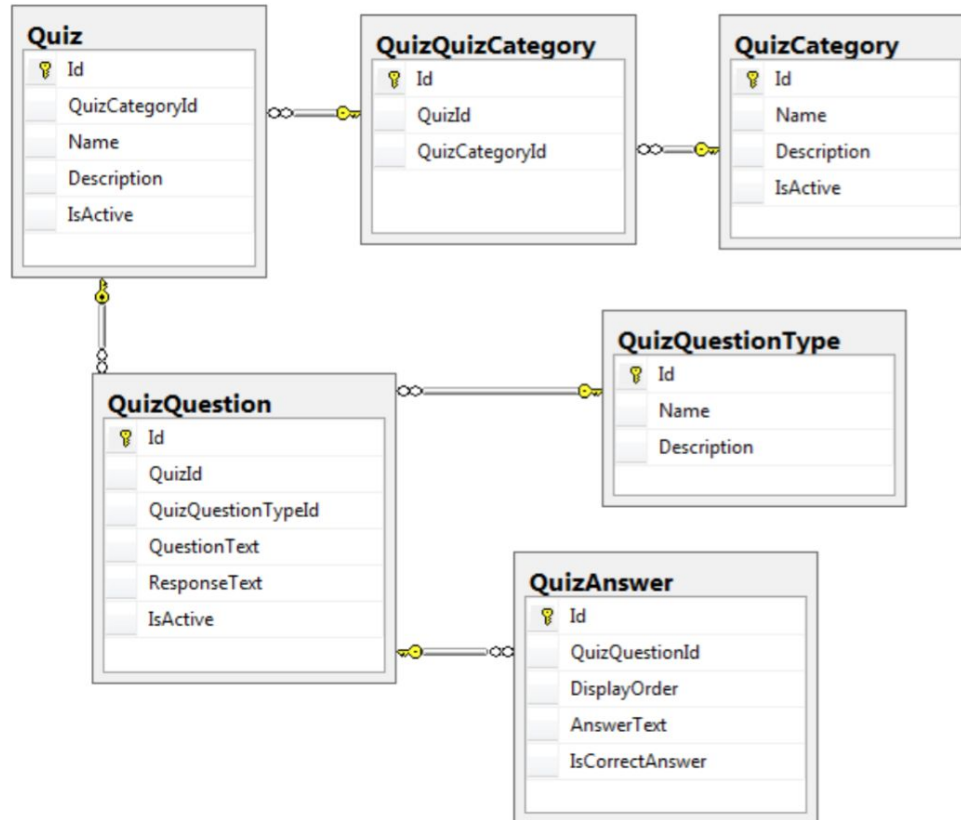 Quiz
Id
QuizCategoryId
Name
Description
IsActive
QuizQuizCategory
Id
QuizId
QuizCategoryId
QuizCategory
Id
Name
Description
IsActive
QuizQuestionType
Id
Name
Description
QuizQuestion
Id
QuizId
QuizQuestionTypeId
QuestionText
ResponseText
IsActive
QuizAnswer
Id
QuizQuestionId
DisplayOrder
AnswerText
IsCorrectAnswer